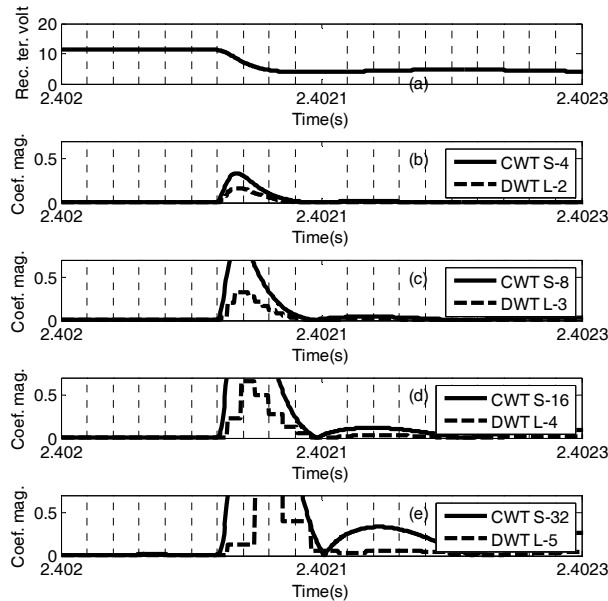 Rec. ter. volt
20
10
0
(a)
2.402
2.4021
2.4023
Time(s)
Coef. mag.
0.5
0
(b)
CWT S-4
DWT L-2
2.402
2.4021
2.4023
Time(s)
Coef. mag.
0.5
0
(c)
CWT S-8
DWT L-3
2.402
2.4021
2.4023
Time(s)
Coef. mag.
0.5
0
(d)
CWT S-16
DWT L-4
2.402
2.4021
2.4023
Time(s)
Coef. mag.
0.5
0
(e)
CWT S-32
DWT L-5
2.402
2.4021
2.4023
Time(s)